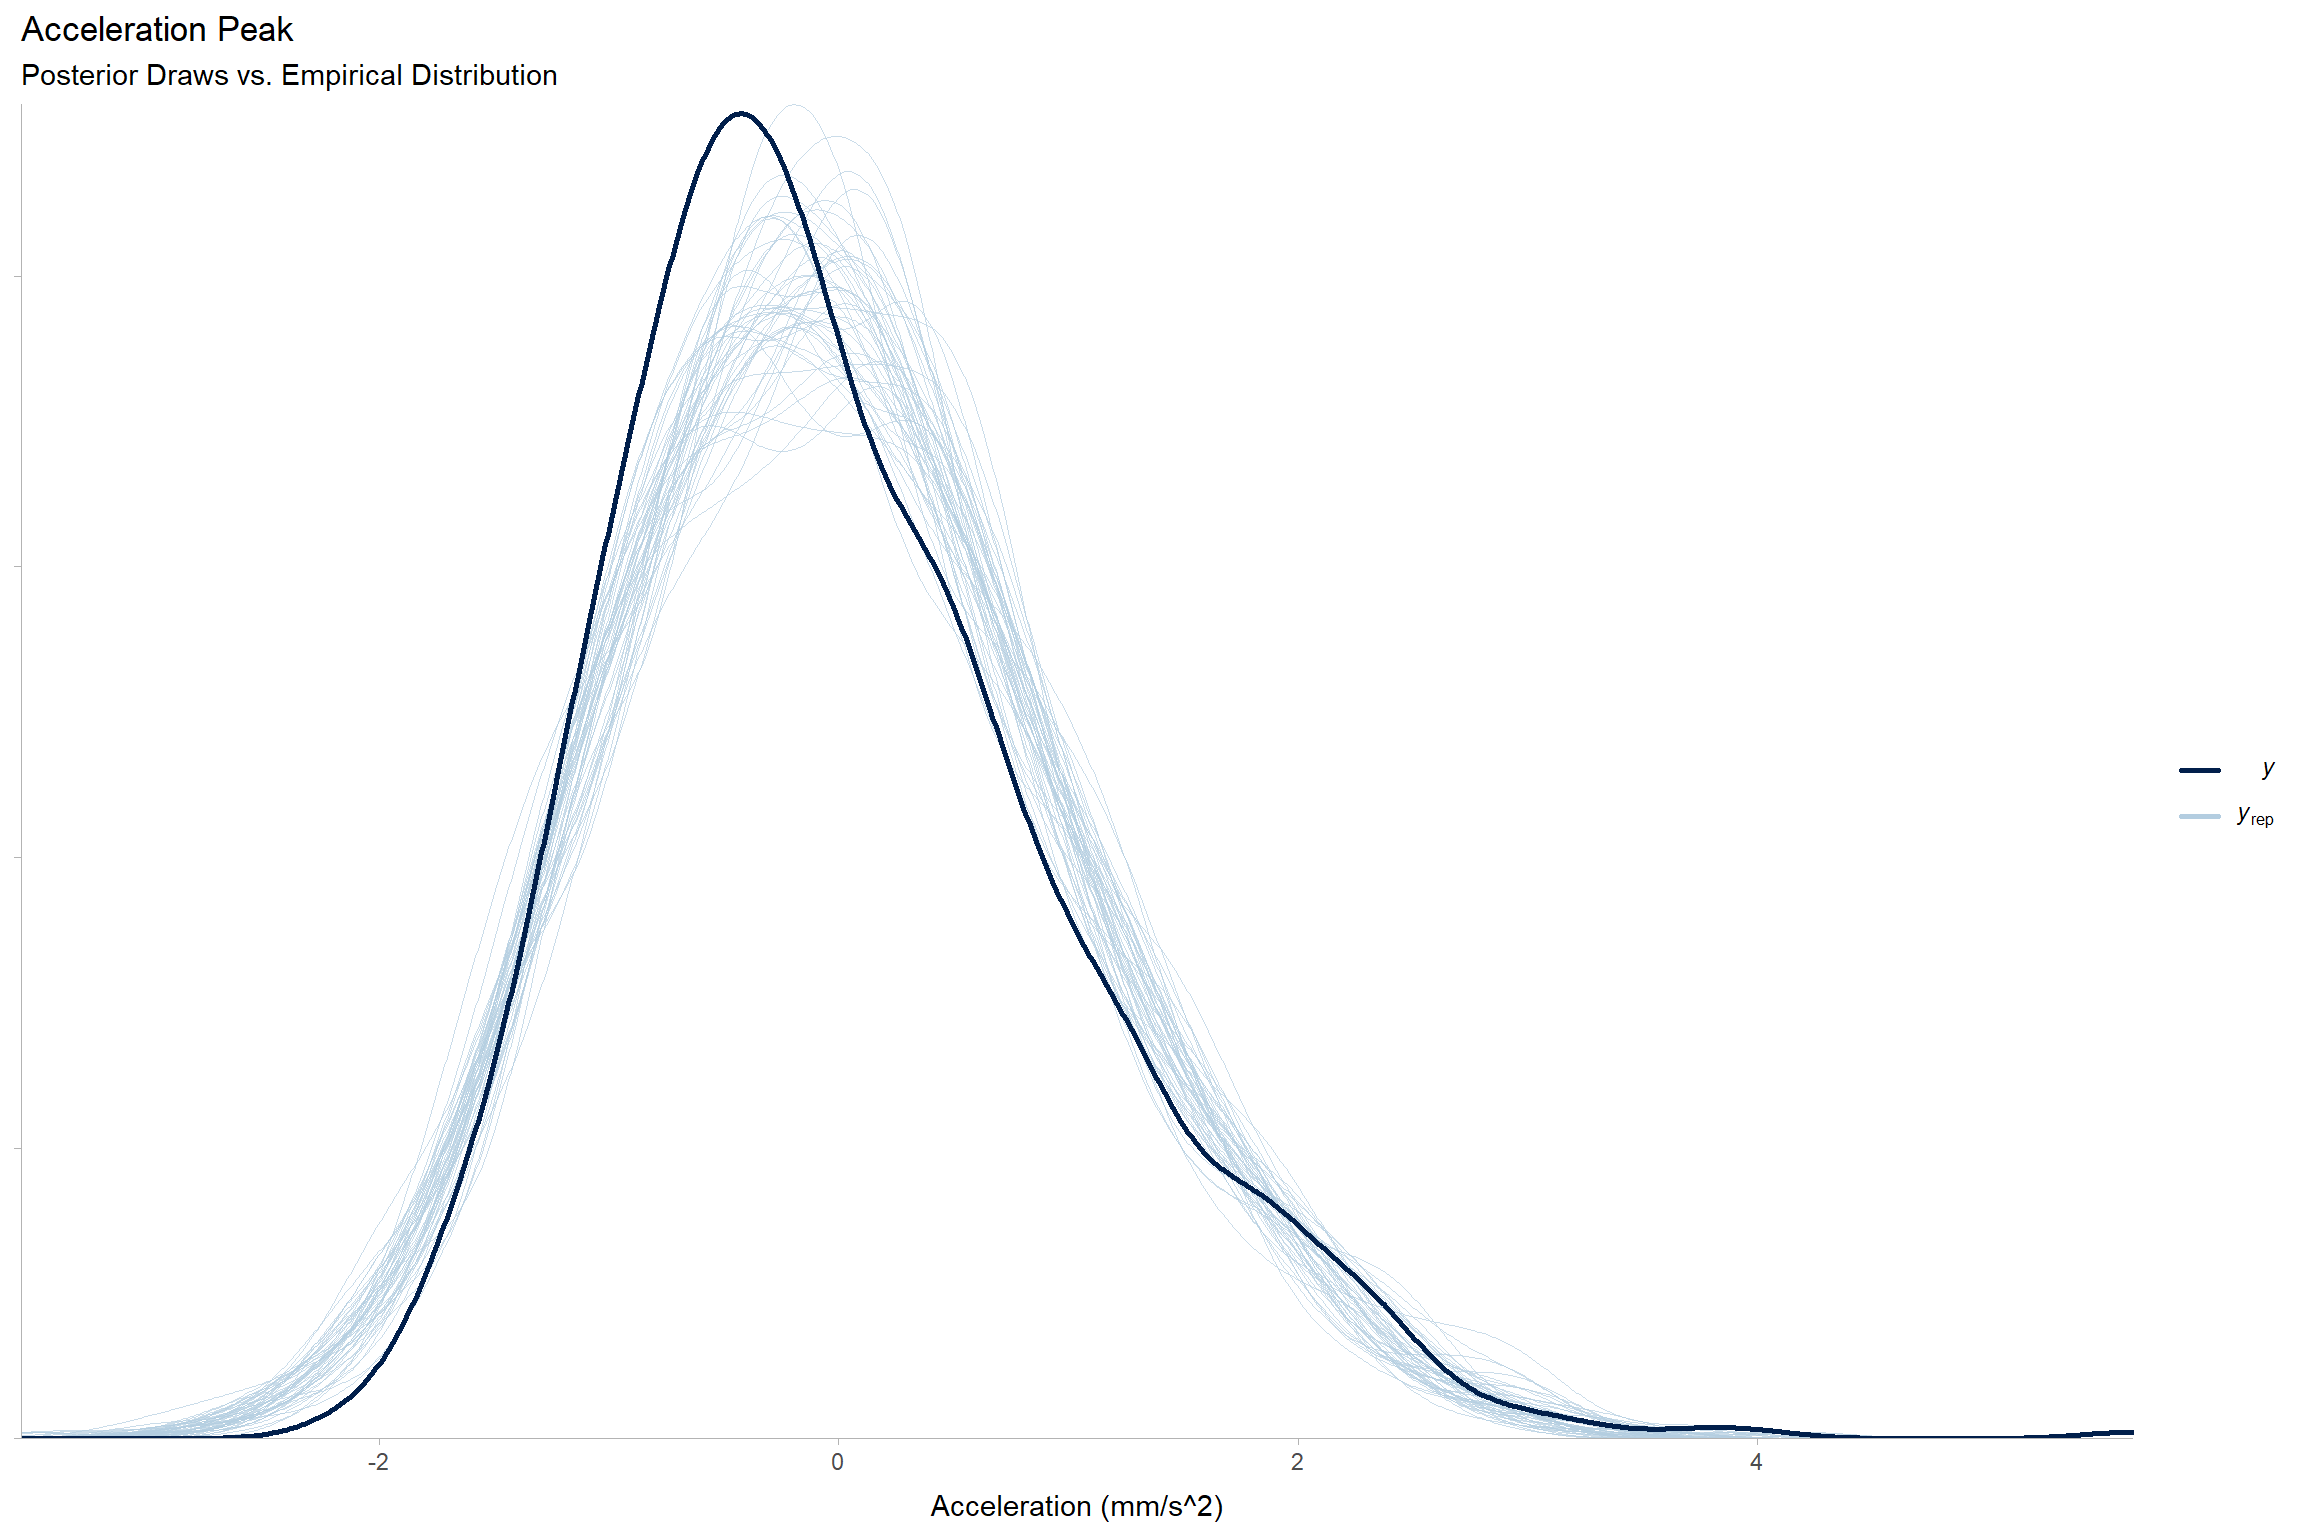 Acceleration Peak
Posterior Draws vs. Empirical Distribution
y
yrep
-2 0 2 4
Acceleration (mm/s^2)